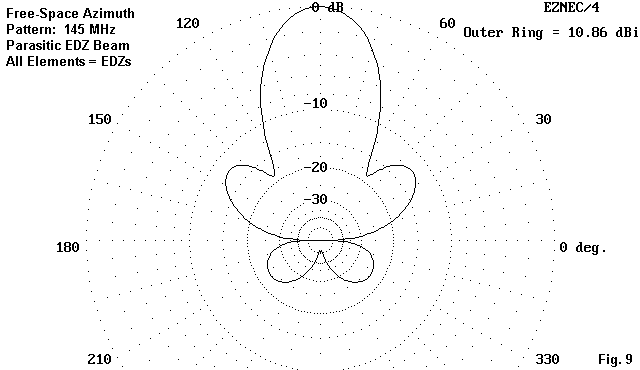 Free-Space Azimuth
Pattern: 145 MHz
Parasitic EDZ Beam
All Elements = EDZs
120
0 dB
60
EZNEC/4
Outer Ring = 10.86 dBi
-10
150
30
-20
-30
180
0 deg.
210
330
Fig. 9